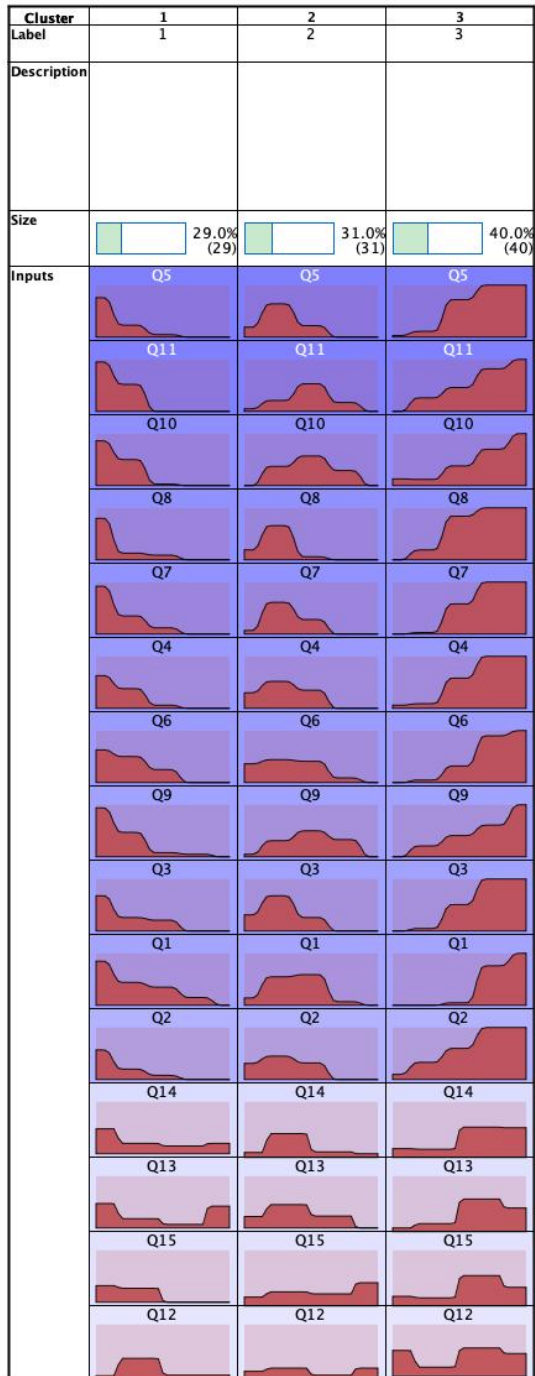 Cluster 1 2 3
Label 1 2 3
Description
Size 29.0% 31.0% 40.0%
(29) (31) (40)
Inputs Q5 Q5 Q5
Q11 Q11 Q11
Q10 Q10 Q10
Q8 Q8 Q8
Q7 Q7 Q7
Q4 Q4 Q4
Q6 Q6 Q6
Q9 Q9 Q9
Q3 Q3 Q3
Q1 Q1 Q1
Q2 Q2 Q2
Q14 Q14 Q14
Q13 Q13 Q13
Q15 Q15 Q15
Q12 Q12 Q12